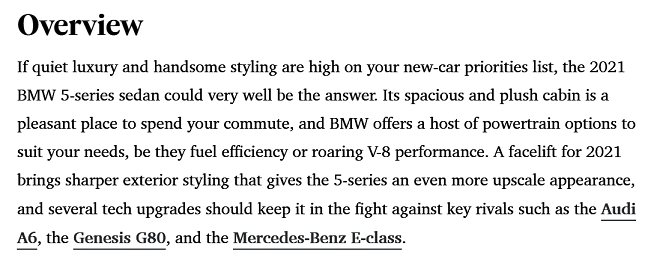 Overview
If quiet luxury and handsome styling are high on your new-car priorities list, the 2021
BMW 5-series sedan could very well be the answer. Its spacious and plush cabin is a
pleasant place to spend your commute, and BMW offers a host of powertrain options to
suit your needs, be they fuel efficiency or roaring V-8 performance. A facelift for 2021
brings sharper exterior styling that gives the 5-series an even more upscale appearance,
and several tech upgrades should keep it in the fight against key rivals such as the Audi
A6, the Genesis G80, and the Mercedes-Benz E-class.